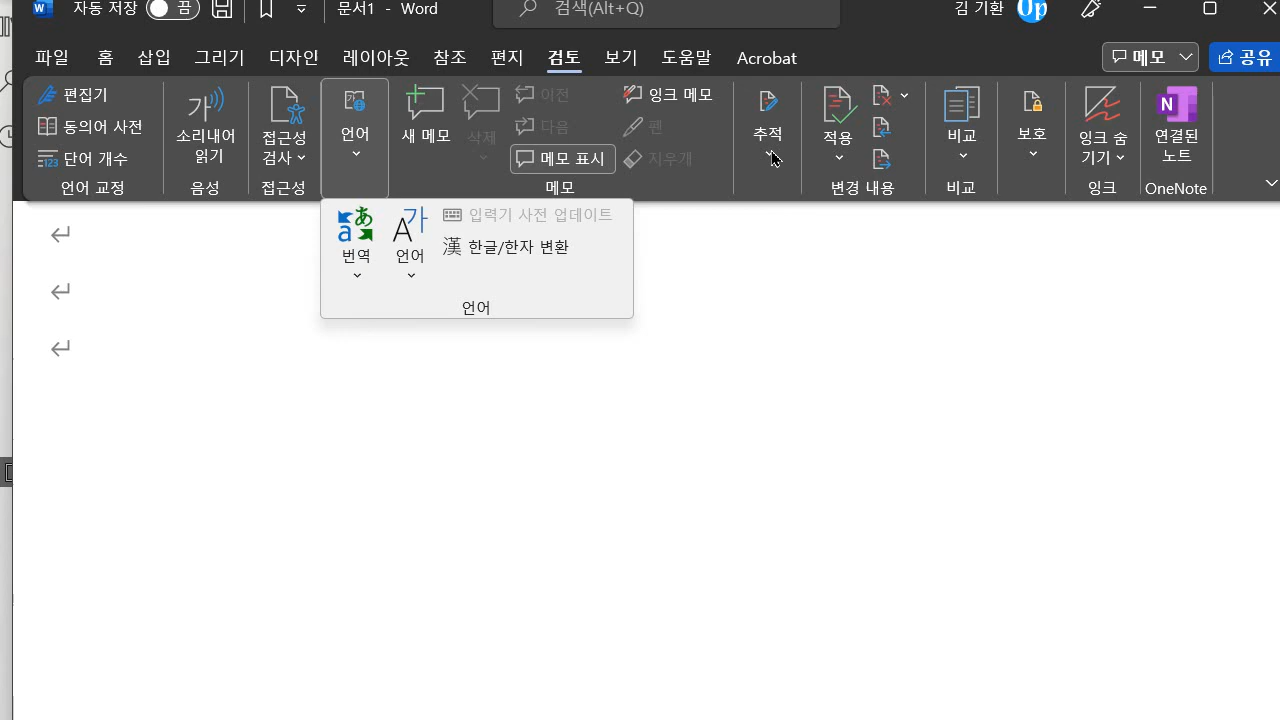 자동 저장 끔 문서1 - Word 검색(Alt+Q) 김 기환 Op
파일 홈 삽입 그리기 디자인 레이아웃 참조 편지 검토 보기 도움말 Acrobat 메모 공유
편집기
동의어 사전
단어 개수
언어 교정
가
소리내어
읽기
음성
접근성
검사
접근성
언어
새 메모
삭제
이전
다음
메모 표시
잉크 메모
펜
지우개
메모
추적
적용
변경 내용
비교
비교
보호
잉크 숨
기기
잉크
N
연결된
노트
OneNote
あ
a
번역
A 가
언어
입력기 사전 업데이트
漢 한글/한자 변환
언어